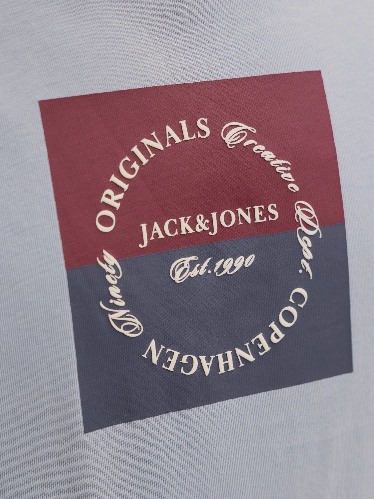 ORIGINALS Creative Dept. COPENHAGEN Ninety
JACK&JONES
Est.1990